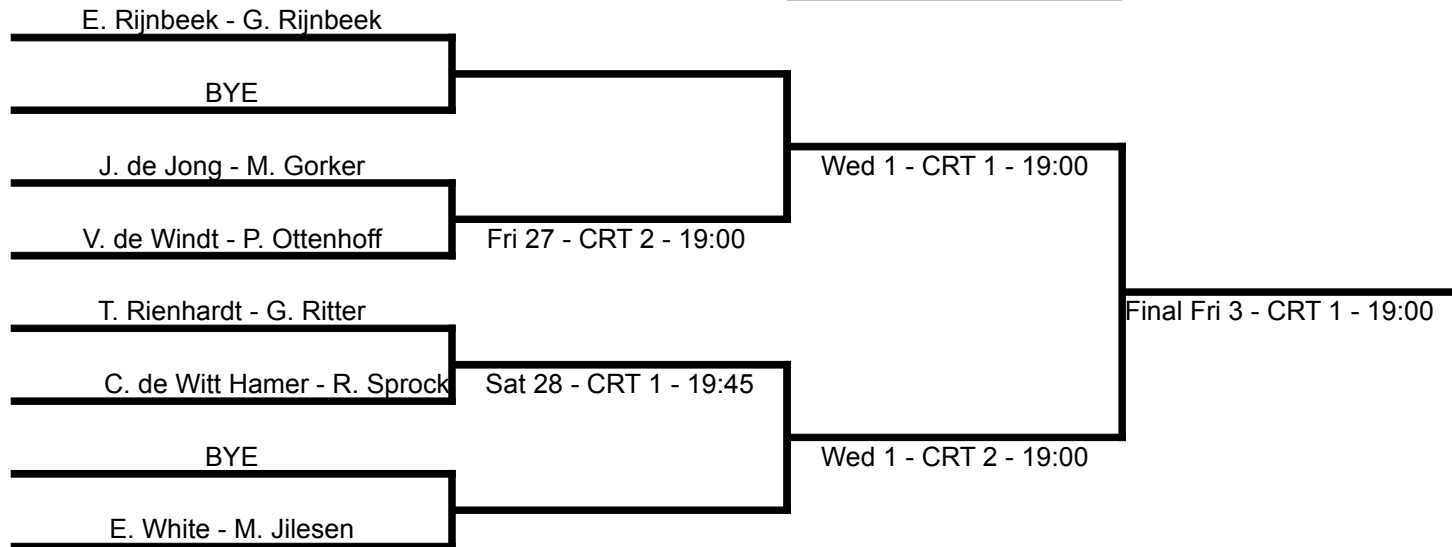 E. Rijnbeek - G. Rijnbeek
BYE
J. de Jong - M. Gorker
Wed 1 - CRT 1 - 19:00
V. de Windt - P. Ottenhoff
Fri 27 - CRT 2 - 19:00
T. Rienhardt - G. Ritter
Final Fri 3 - CRT 1 - 19:00
C. de Witt Hamer - R. Sprock
Sat 28 - CRT 1 - 19:45
BYE
Wed 1 - CRT 2 - 19:00
E. White - M. Jilesen